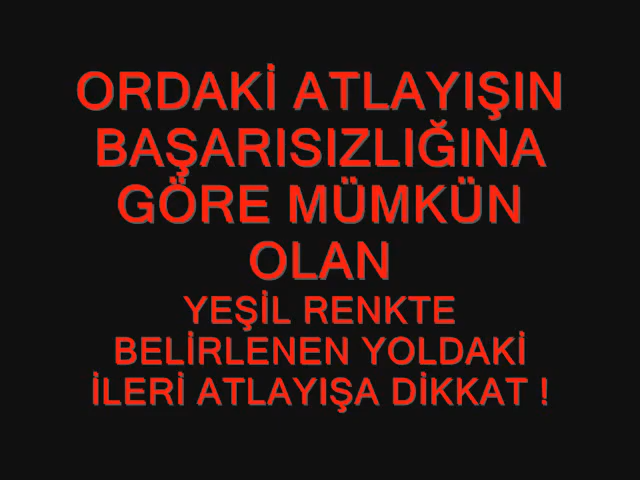 ORDAKİ ATLAYIŞIN
BAŞARISIZLIĞINA
GÖRE MÜMKÜN
OLAN
YEŞİL RENKTE
BELİRLENEN YOLDAKİ
İLERİ ATLAYIŞA DİKKAT !